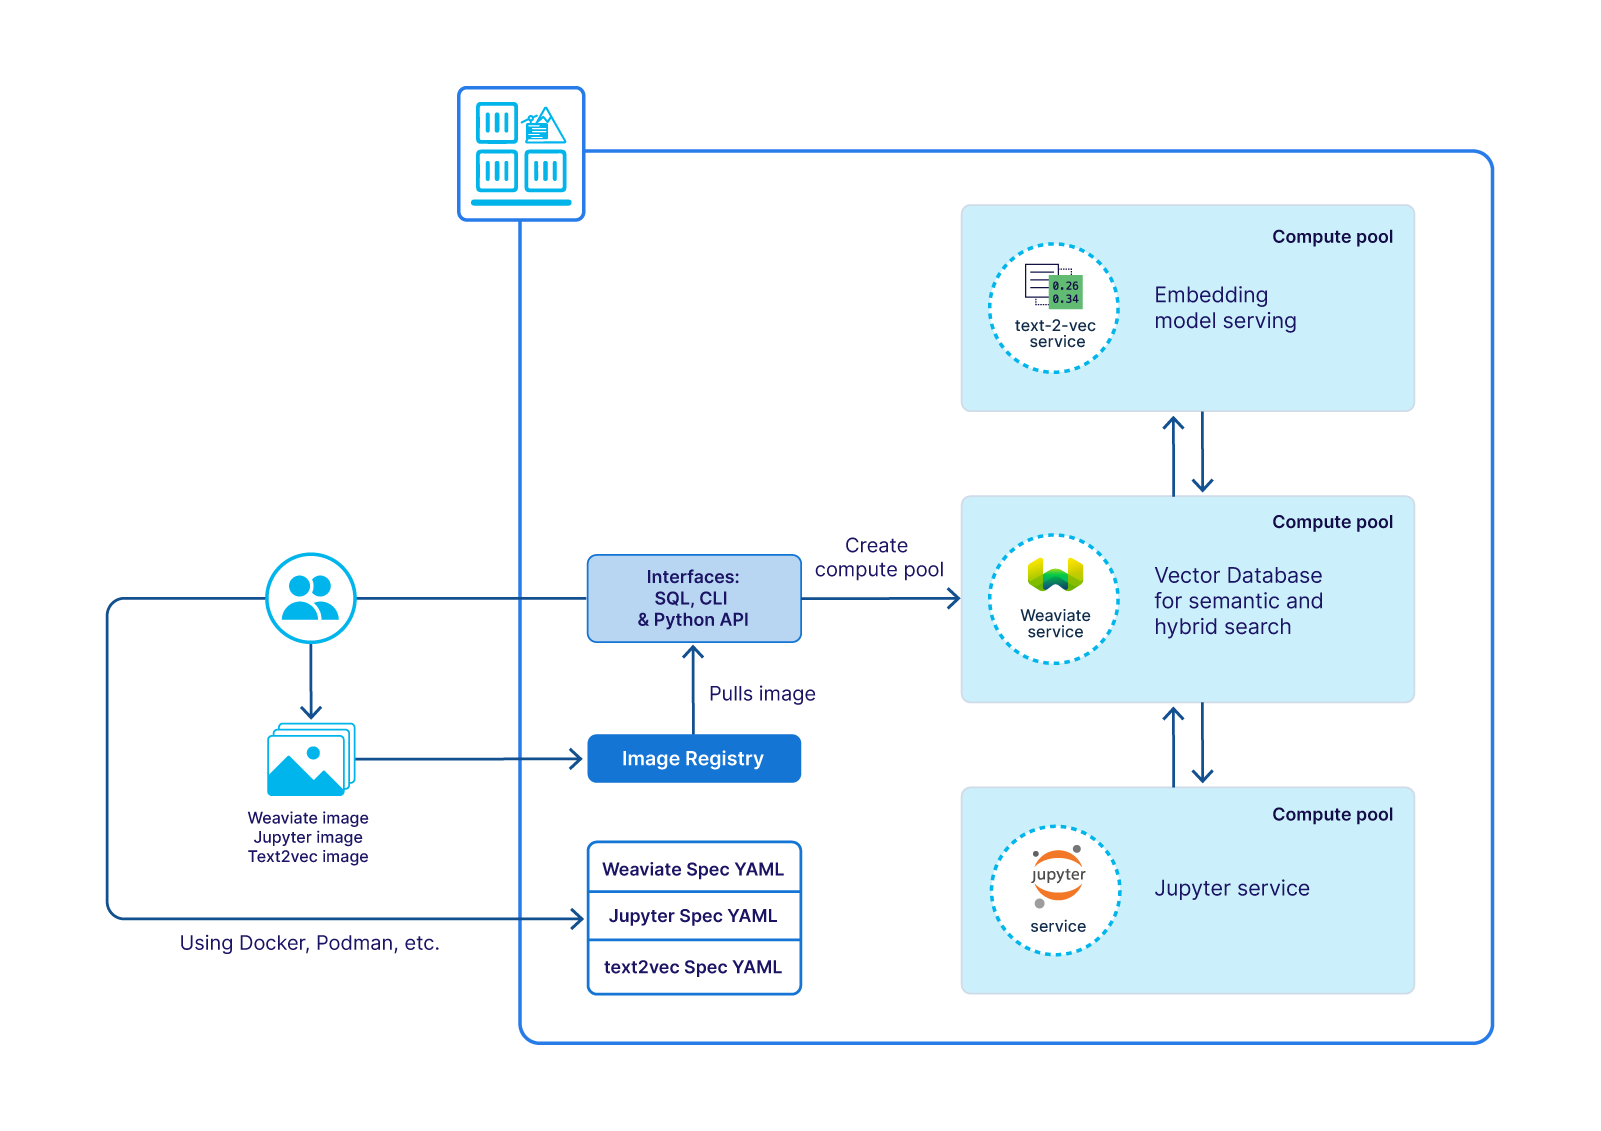 Compute pool
0.26
0.34
text-2-vec
service
Embedding
model serving
Compute pool
Weaviate
service
Vector Database
for semantic and
hybrid search
Create
compute pool
Interfaces:
SQL, CLI
& Python API
Pulls image
Image Registry
Weaviate image
Jupyter image
Text2vec image
Weaviate Spec YAML
Jupyter Spec YAML
text2vec Spec YAML
Using Docker, Podman, etc.
Compute pool
jupyter
service
Jupyter service